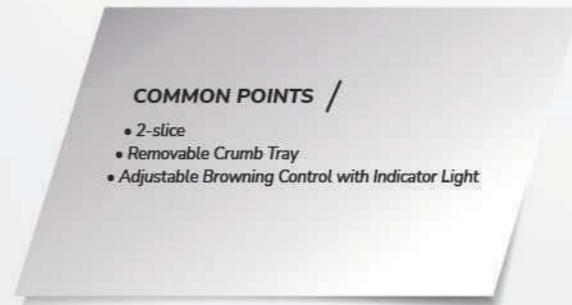 COMMON POINTS /
• 2-slice
• Removable Crumb Tray
• Adjustable Browning Control with Indicator Light